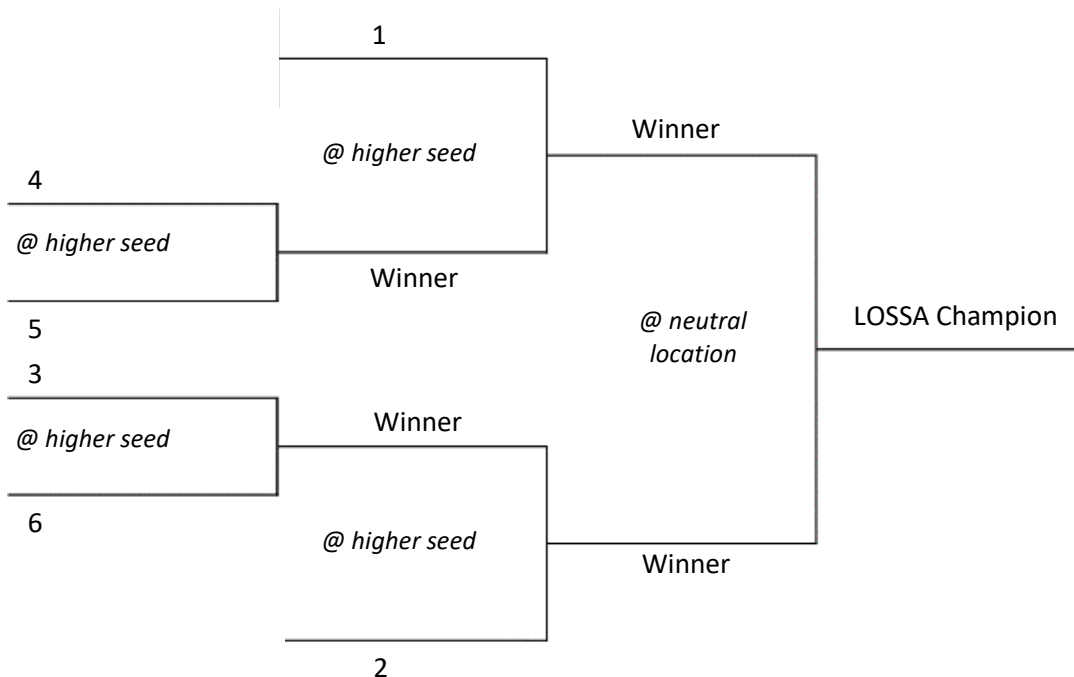 1
Winner
@ higher seed
4
@ higher seed
Winner
5
@ neutral
location
LOSSA Champion
3
@ higher seed
Winner
6
@ higher seed
Winner
2